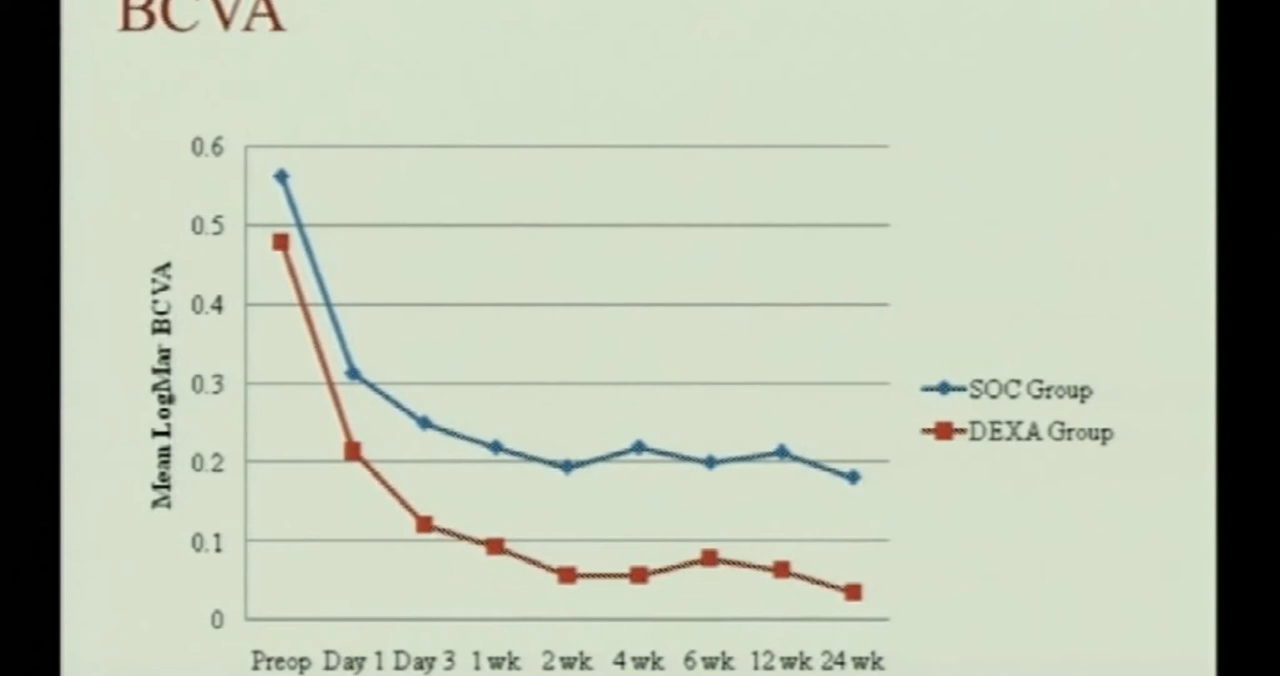 BCVA
0.6
0.5
0.4
0.3
0.2
0.1
0
Mean LogMar BCVA
SOC Group
DEXA Group
Preop Day 1 Day 3 1 wk 2 wk 4 wk 6 wk 12 wk 24 wk